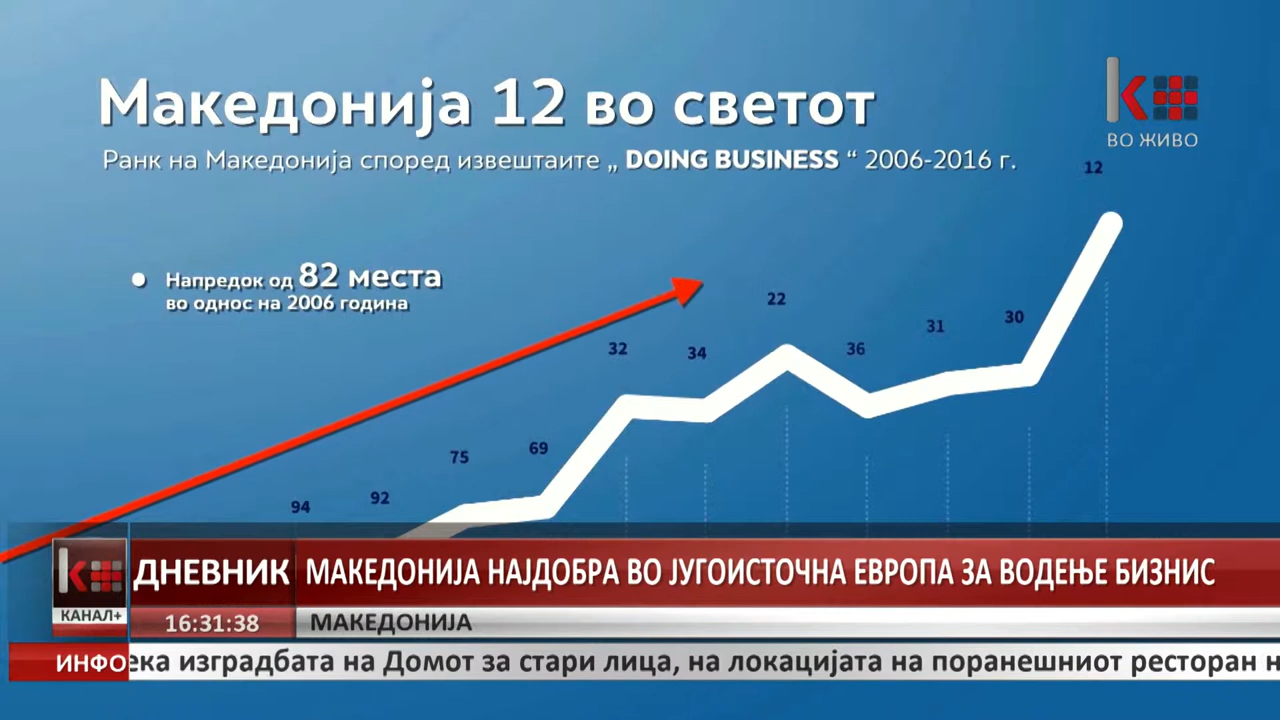 Македонија 12 во светот
Ранк на Македонија според извештаите „ DOING BUSINESS “ 2006-2016 г.
K
ВО ЖИВО
12
Напредок од 82 места
во однос на 2006 година
22
32
34
36
31
30
75
69
94
92
K
КАНАЛ+
ДНЕВНИК
МАКЕДОНИЈА НАЈДОБРА ВО ЈУГОИСТОЧНА ЕВРОПА ЗА ВОДЕЊЕ БИЗНИС
16:31:38
МАКЕДОНИЈА
ИНФО
ека изградбата на Домот за стари лица, на локацијата на поранешниот ресторан н